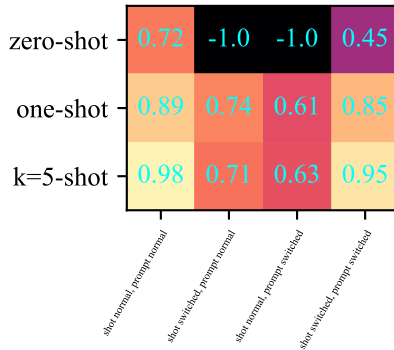 zero-shot 0.72 -1.0 -1.0 0.45
one-shot 0.89 0.74 0.61 0.85
k=5-shot 0.98 0.71 0.63 0.95
shot normal, prompt normal
shot switched, prompt normal
shot normal, prompt switched
shot switched, prompt switched